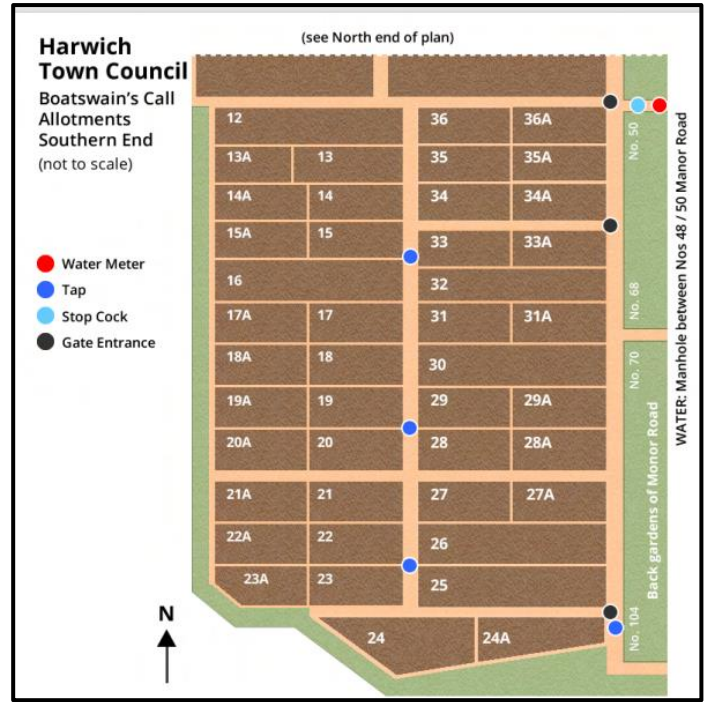 (see North end of plan)
Harwich
Town Council
Boatswain's Call
Allotments
Southern End
(not to scale)
Water Meter
Tap
Stop Cock
Gate Entrance
N
12
36
36A
13A
13
35
35A
14A
14
34
34A
15A
15
33
33A
16
32
17A
17
31
31A
18A
18
30
19A
19
29
29A
20A
20
28
28A
21A
21
27
27A
22A
22
26
23A
23
25
24
24A
No. 50
No. 68
No. 70
No. 104
Back gardens of Monor Road
WATER: Manhole between Nos 48 / 50 Manor Road